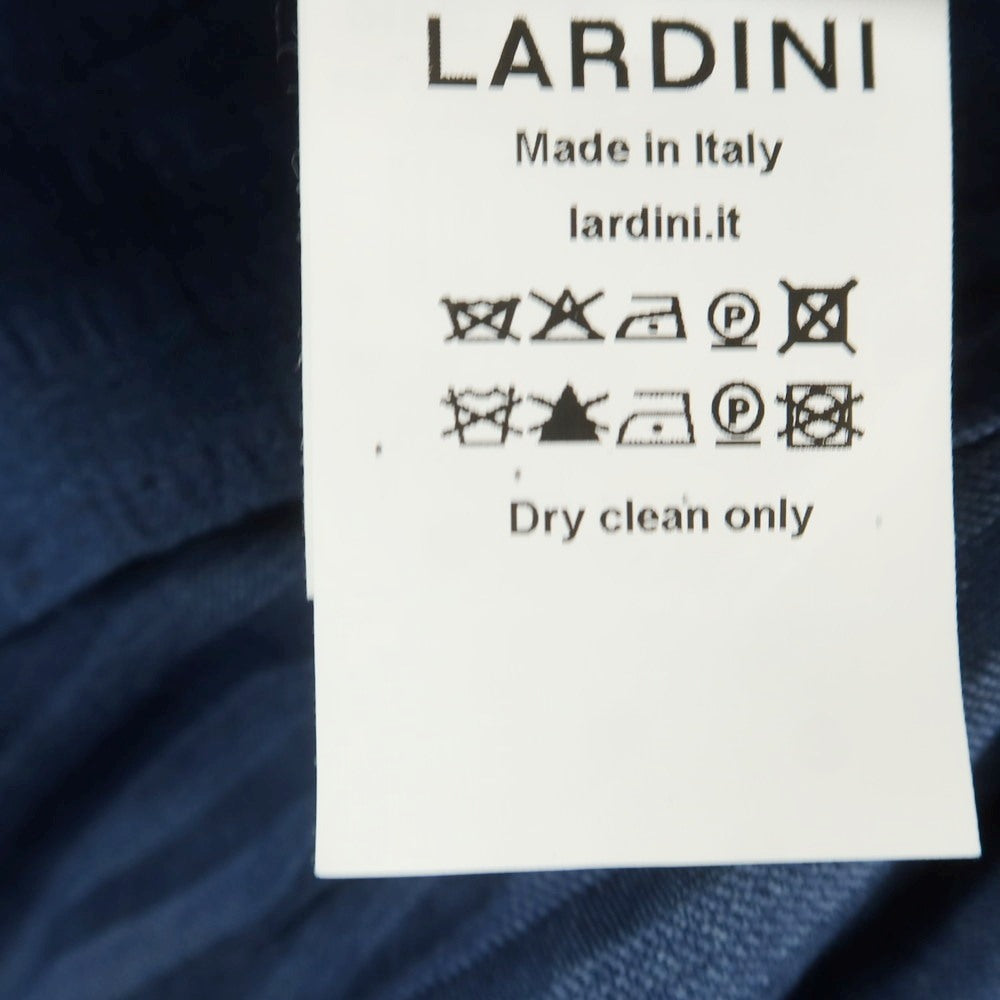 LARDINI
Made in Italy
lardini.it
P
P
Dry clean only